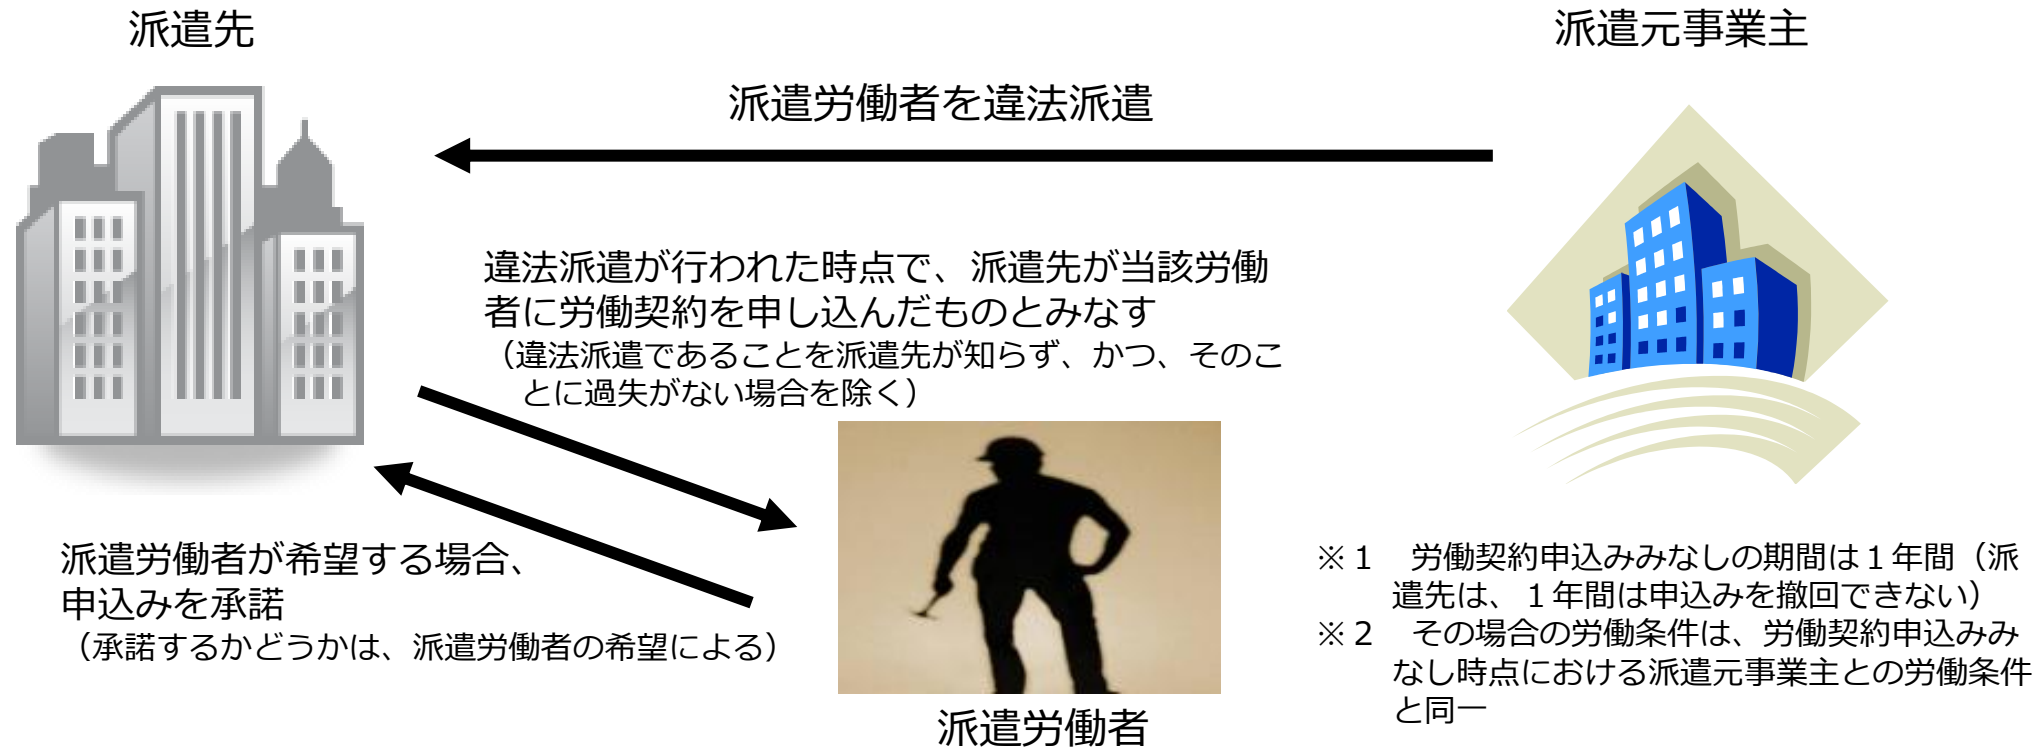 派遣先
派遣元事業主
派遣労働者を違法派遣
違法派遣が行われた時点で、派遣先が当該労働
者に労働契約を申し込んだものとみなす
（違法派遣であることを派遣先が知らず、かつ、そのこ
とに過失がない場合を除く）
派遣労働者が希望する場合、
申込みを承諾
（承諾するかどうかは、派遣労働者の希望による）
派遣労働者
※１　労働契約申込みみなしの期間は１年間（派
遣先は、１年間は申込みを撤回できない）
※２　その場合の労働条件は、労働契約申込みみ
なし時点における派遣元事業主との労働条件
と同一